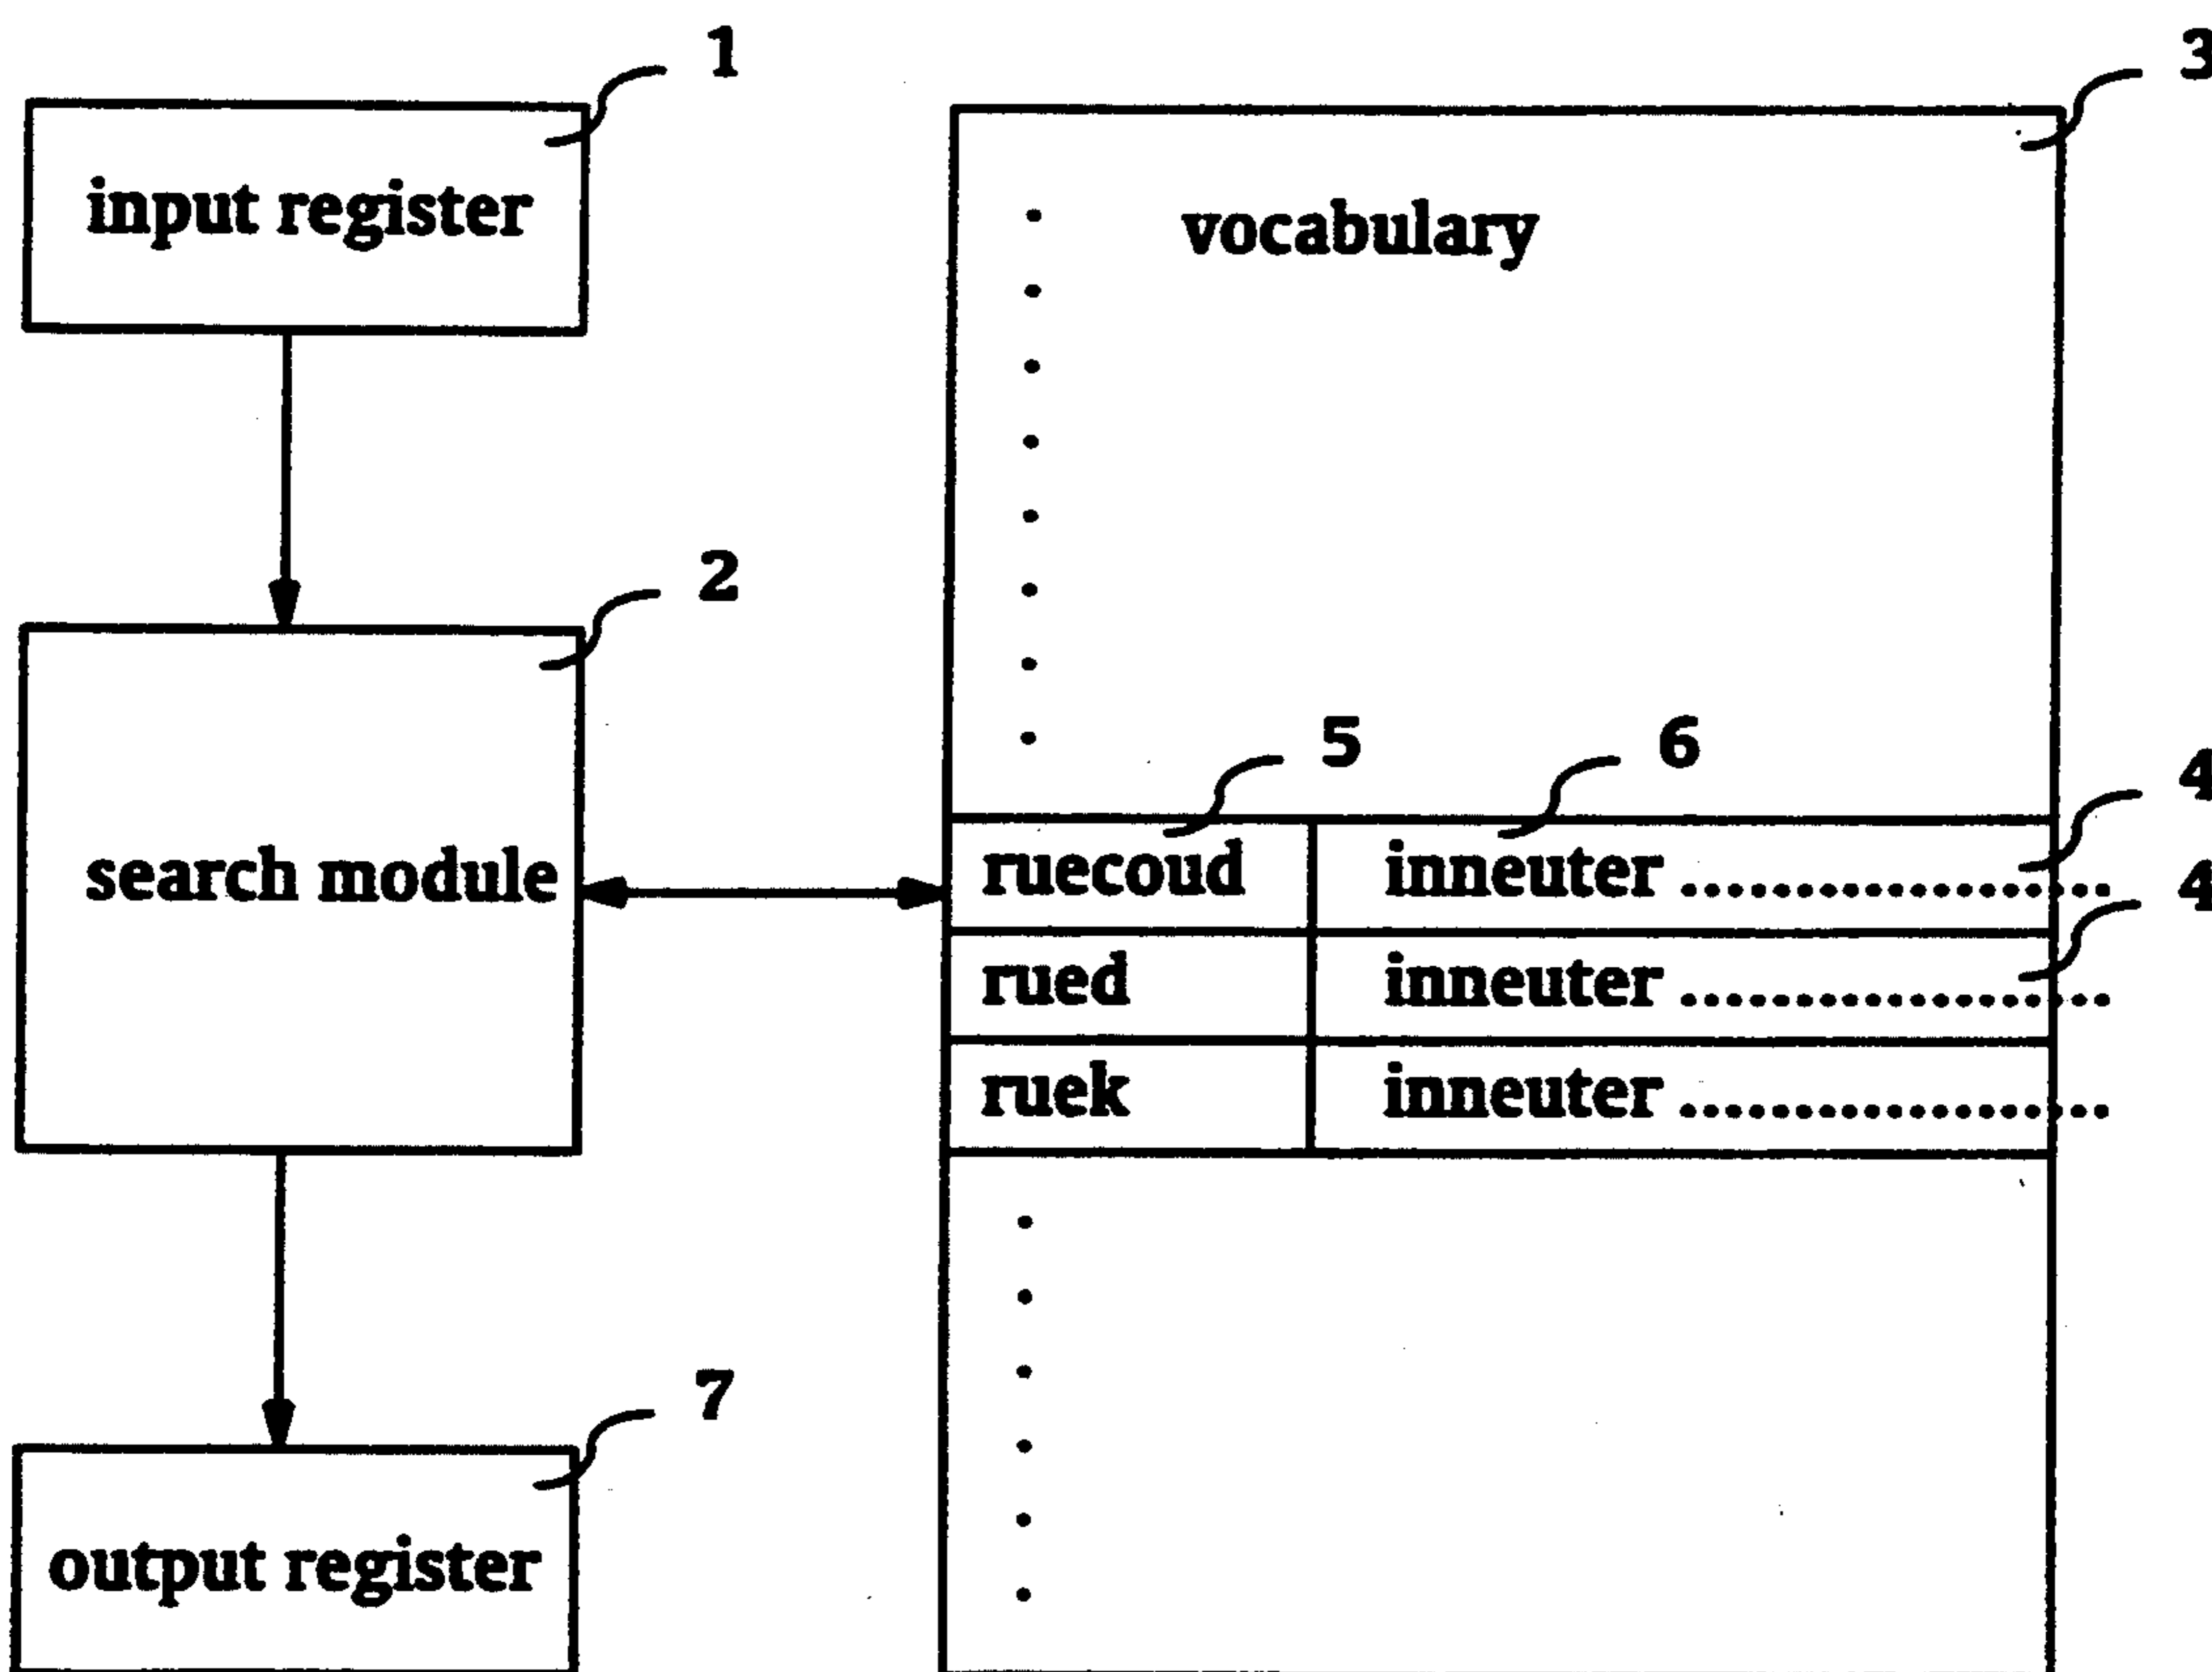 1
3
input register
vocabulary
2
5
6
4
ruecoud
inneuter ...................
search module
4
rued
inneuter ...................
ruek
inneuter ...................
7
output register